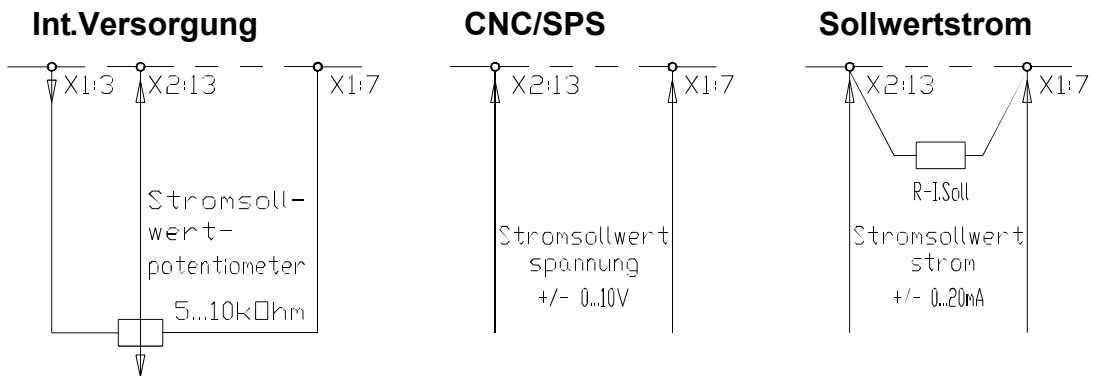 Int.Versorgung
CNC/SPS
Sollwertstrom
X1:3
X2:13
X1:7
X2:13
X1:7
X2:13
X1:7
Stromsoll-
wert-
potentiometer
5...10kOhm
Stromsollwert
spannung
+/- 0...10V
R-I.Soll
Stromsollwert
strom
+/- 0...20mA